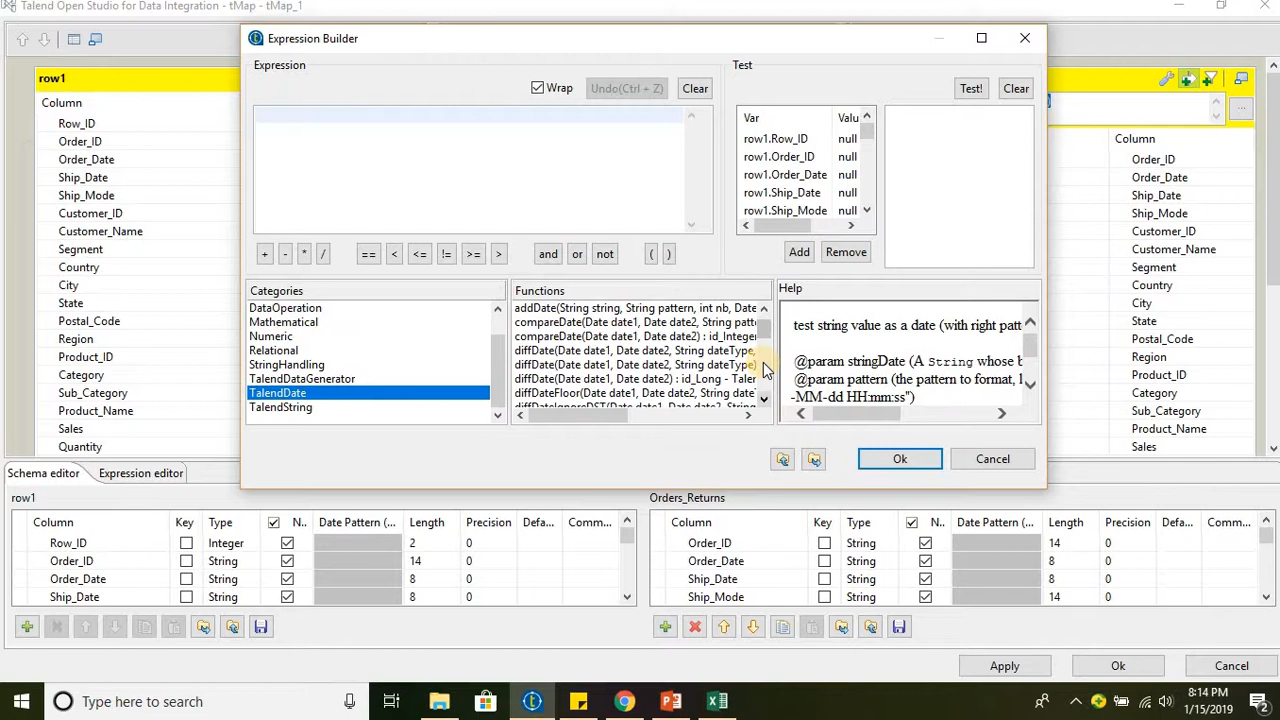 Talend Open Studio for Data Integration - tMap - tMap_1
Expression Builder
Expression
Wrap
Undo(Ctrl + Z)
Clear
Test
Test!
Clear
Var Valu
row1.Row_ID null
row1.Order_ID null
row1.Order_Date null
row1.Ship_Date null
row1.Ship_Mode null
+ - * / == < <= != >= > and or not ( )
Add Remove
Categories
DataOperation
Mathematical
Numeric
Relational
StringHandling
TalendDataGenerator
TalendDate
TalendString
Functions
addDate(String string, String pattern, int nb, Date
compareDate(Date date1, Date date2, String patte
compareDate(Date date1, Date date2) : id_Integer
diffDate(Date date1, Date date2, String dateType,
diffDate(Date date1, Date date2, String dateType)
diffDate(Date date1, Date date2) : id_Long - Taler
diffDateFloor(Date date1, Date date2, String date
diffDateIgnoreDST(Date date1, Date date2, String
Help
test string value as a date (with right patt
@param stringDate (A String whose b
@param pattern (the pattern to format, l
-MM-dd HH:mm:ss")
Ok Cancel
row1
Column
Row_ID
Order_ID
Order_Date
Ship_Date
Ship_Mode
Customer_ID
Customer_Name
Segment
Country
City
State
Postal_Code
Region
Product_ID
Category
Sub_Category
Product_Name
Sales
Quantity
...
Column
Order_ID
Order_Date
Ship_Date
Ship_Mode
Customer_ID
Customer_Name
Segment
Country
City
State
Postal_Code
Region
Product_ID
Category
Sub_Category
Product_Name
Sales
Schema editor Expression editor
row1
Column Key Type N.. Date Pattern (... Length Precision Defa... Comm...
Row_ID Integer 2 0
Order_ID String 14 0
Order_Date String 8 0
Ship_Date String 8 0
Orders_Returns
Column Key Type N.. Date Pattern (... Length Precision Defa... Comm...
Order_ID String 14 0
Order_Date String 8 0
Ship_Date String 8 0
Ship_Mode String 14 0
Apply Ok Cancel
Type here to search
8:14 PM
1/15/2019
2